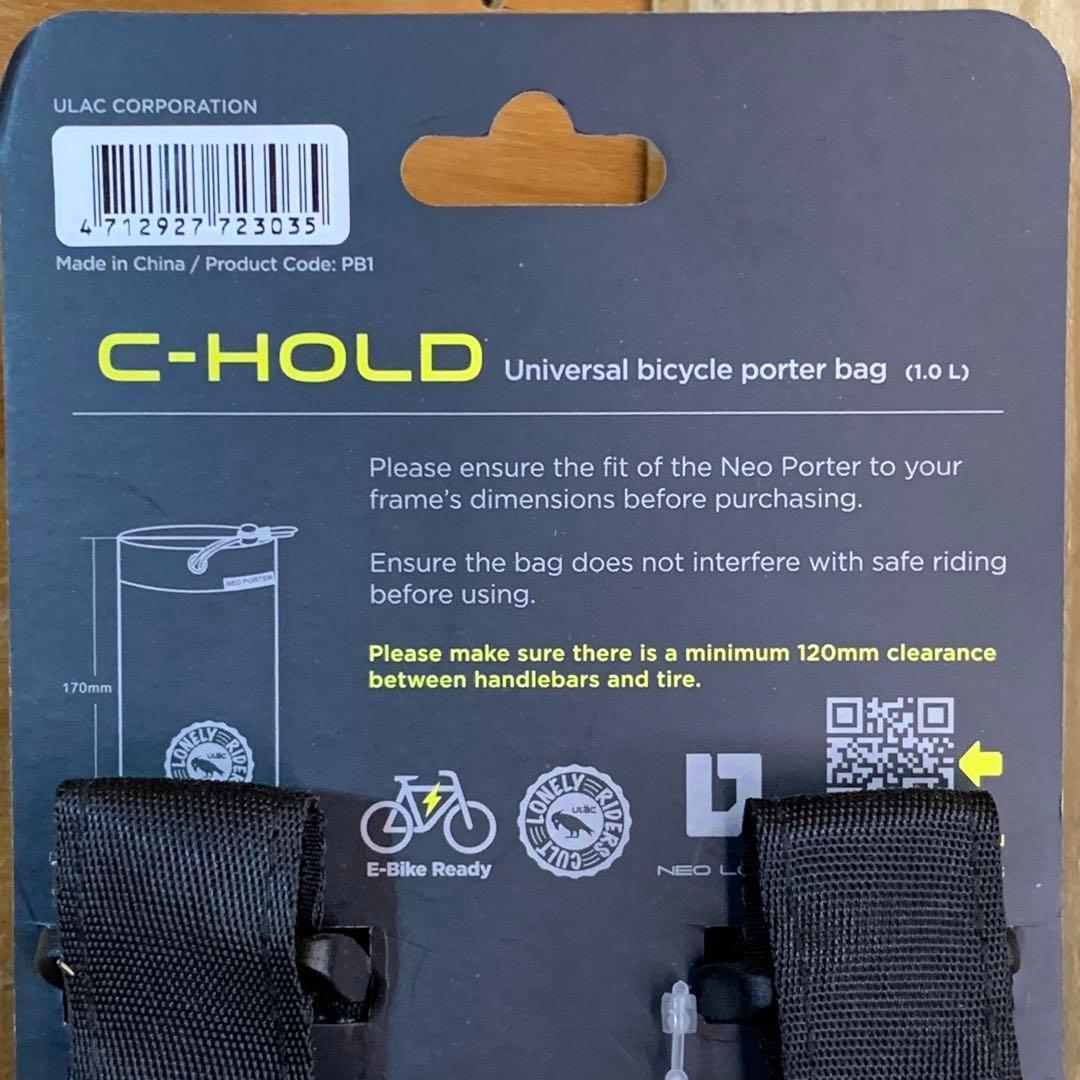 ULAC CORPORATION
4 712927 723035
Made in China / Product Code: PB1
C-HOLD Universal bicycle porter bag (1.0 L)
Please ensure the fit of the Neo Porter to your
frame's dimensions before purchasing.
Ensure the bag does not interfere with safe riding
before using.
Please make sure there is a minimum 120mm clearance
between handlebars and tire.
NEO PORTER
170mm
LONELY RIDERS
ULAC
E-Bike Ready
LONELY RIDERS CULT
ULAC
NEO